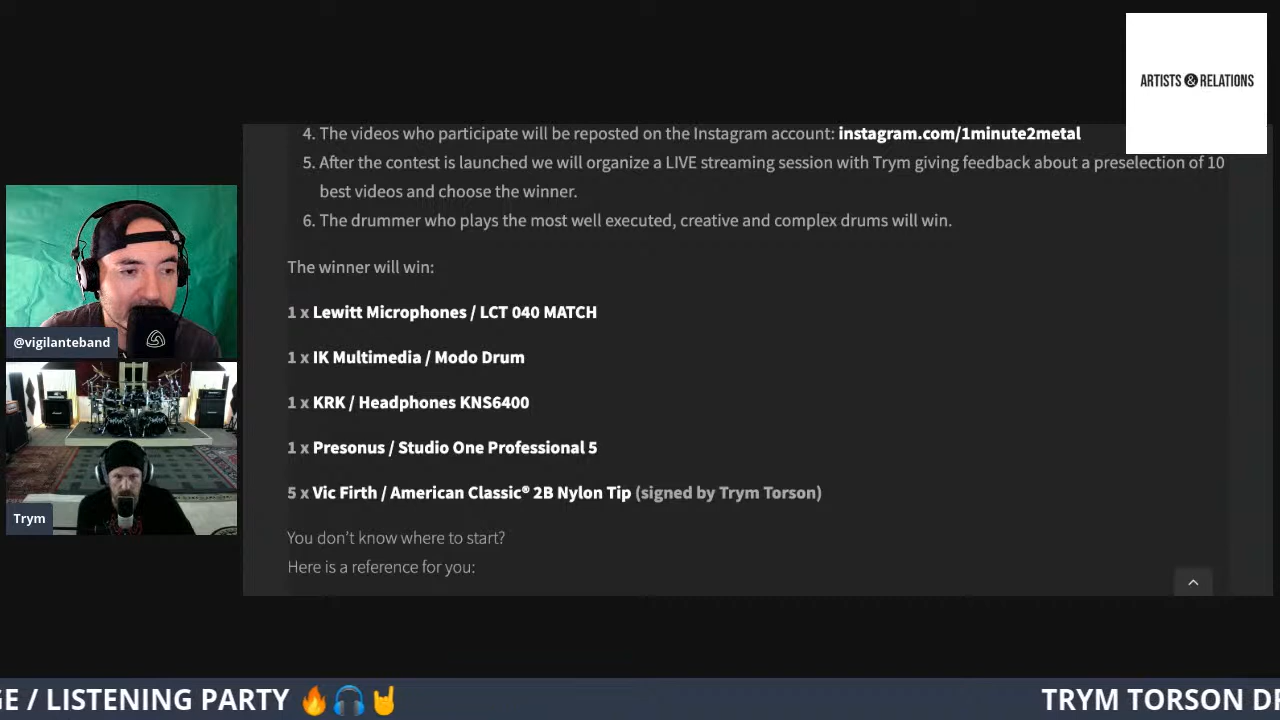 ARTISTS & RELATIONS
4. The videos who participate will be reposted on the Instagram account: instagram.com/1minute2metal
5. After the contest is launched we will organize a LIVE streaming session with Trym giving feedback about a preselection of 10
best videos and choose the winner.
6. The drummer who plays the most well executed, creative and complex drums will win.
The winner will win:
1 x Lewitt Microphones / LCT 040 MATCH
1 x IK Multimedia / Modo Drum
1 x KRK / Headphones KNS6400
1 x Presonus / Studio One Professional 5
5 x Vic Firth / American Classic® 2B Nylon Tip (signed by Trym Torson)
You don't know where to start?
Here is a reference for you:
@vigilanteband
Trym
GE / LISTENING PARTY 🔥🎧🤘 TRYM TORSON DR